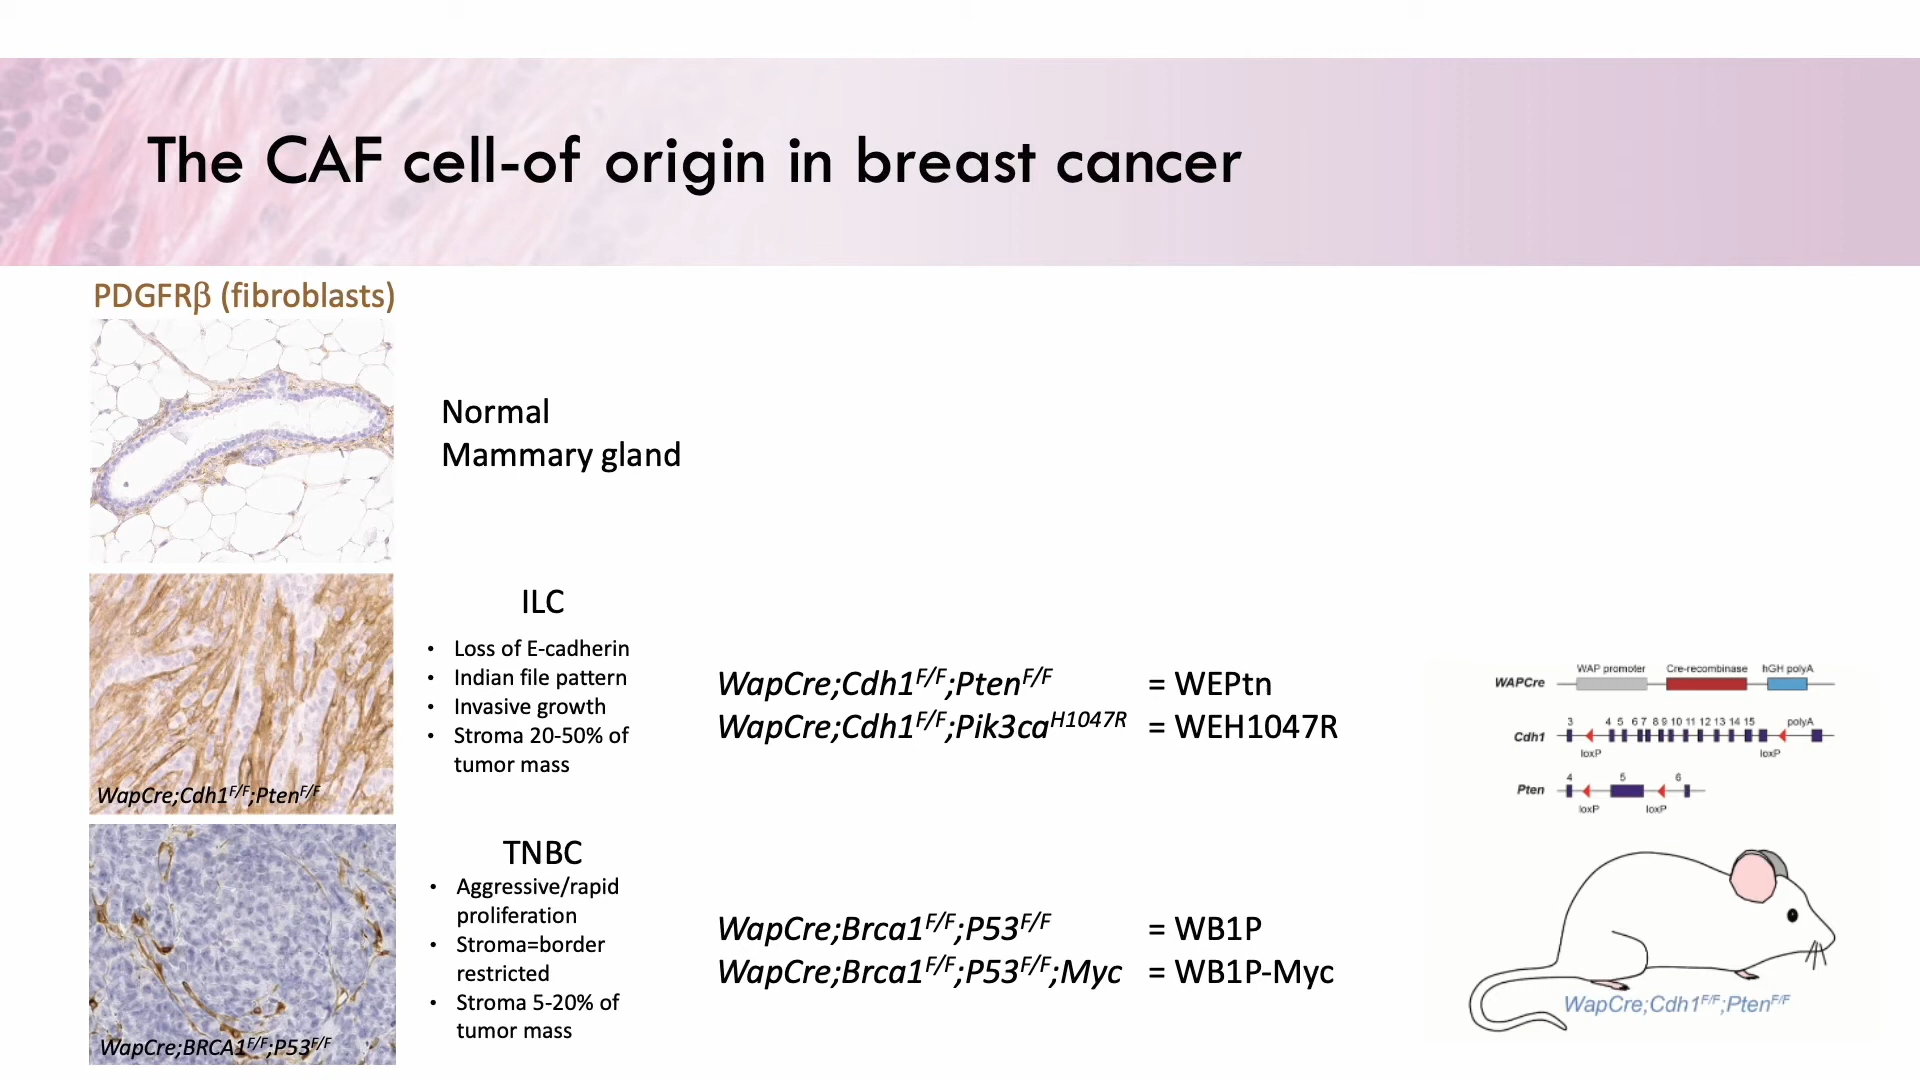 The CAF cell-of origin in breast cancer
PDGFRβ (fibroblasts)
Normal
Mammary gland
WapCre;Cdh1F/F;PtenF/F
ILC
• Loss of E-cadherin
• Indian file pattern
• Invasive growth
• Stroma 20-50% of
tumor mass
WapCre;Cdh1F/F;PtenF/F = WEPtn
WapCre;Cdh1F/F;Pik3caH1047R = WEH1047R
WapCre;BRCA1F/F;P53F/F
TNBC
• Aggressive/rapid
proliferation
• Stroma=border
restricted
• Stroma 5-20% of
tumor mass
WapCre;Brca1F/F;P53F/F = WB1P
WapCre;Brca1F/F;P53F/F;Myc = WB1P-Myc
WAP promoter Cre-recombinase hGH polyA
WAPCre
3 4 5 6 7 8 9 10 11 12 13 14 15 polyA
Cdh1
loxP loxP
4 5 6
Pten
loxP loxP
WapCre;Cdh1F/F;PtenF/F